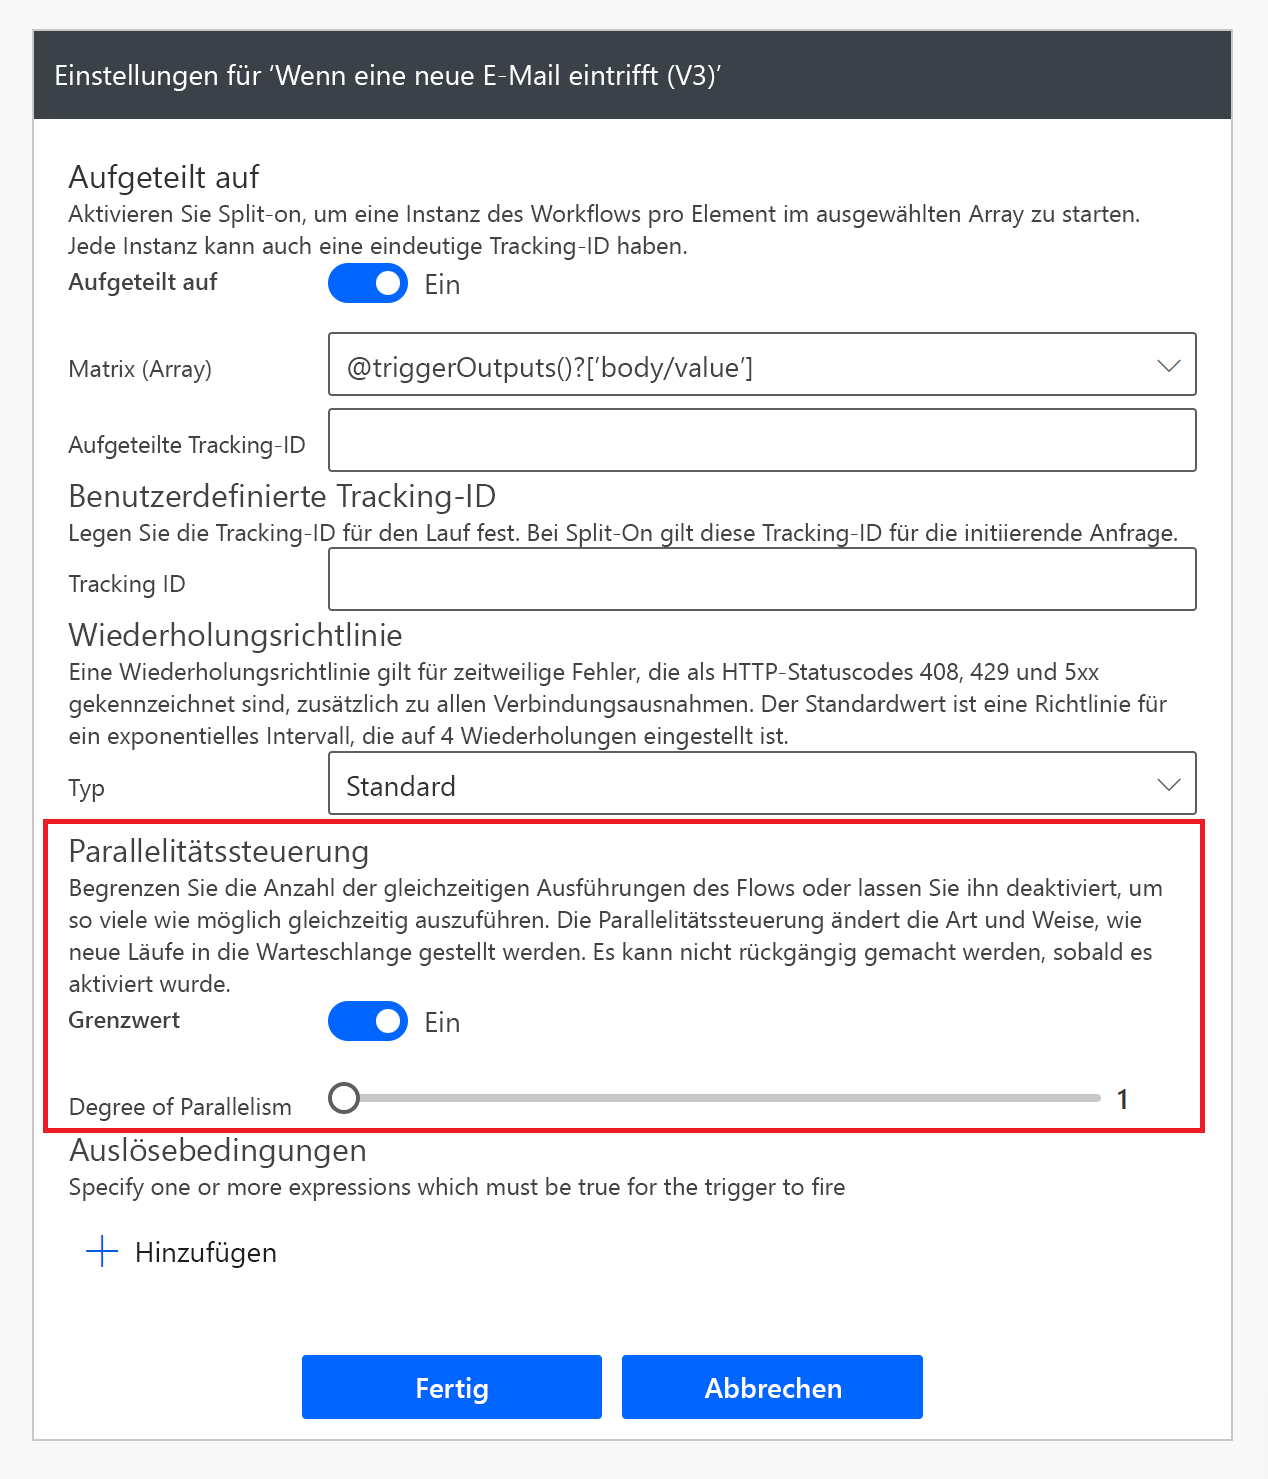 Einstellungen für ‘Wenn eine neue E-Mail eintrifft (V3)’
Aufgeteilt auf
Aktivieren Sie Split-on, um eine Instanz des Workflows pro Element im ausgewählten Array zu starten.
Jede Instanz kann auch eine eindeutige Tracking-ID haben.
Aufgeteilt auf Ein
Matrix (Array) @triggerOutputs()?[’body/value’]
Aufgeteilte Tracking-ID
Benutzerdefinierte Tracking-ID
Legen Sie die Tracking-ID für den Lauf fest. Bei Split-On gilt diese Tracking-ID für die initiierende Anfrage.
Tracking ID
Wiederholungsrichtlinie
Eine Wiederholungsrichtlinie gilt für zeitweilige Fehler, die als HTTP-Statuscodes 408, 429 und 5xx
gekennzeichnet sind, zusätzlich zu allen Verbindungsausnahmen. Der Standardwert ist eine Richtlinie für
ein exponentielles Intervall, die auf 4 Wiederholungen eingestellt ist.
Typ Standard
Parallelitätssteuerung
Begrenzen Sie die Anzahl der gleichzeitigen Ausführungen des Flows oder lassen Sie ihn deaktiviert, um
so viele wie möglich gleichzeitig auszuführen. Die Parallelitätssteuerung ändert die Art und Weise, wie
neue Läufe in die Warteschlange gestellt werden. Es kann nicht rückgängig gemacht werden, sobald es
aktiviert wurde.
Grenzwert Ein
Degree of Parallelism 1
Auslösebedingungen
Specify one or more expressions which must be true for the trigger to fire
Hinzufügen
Fertig Abbrechen